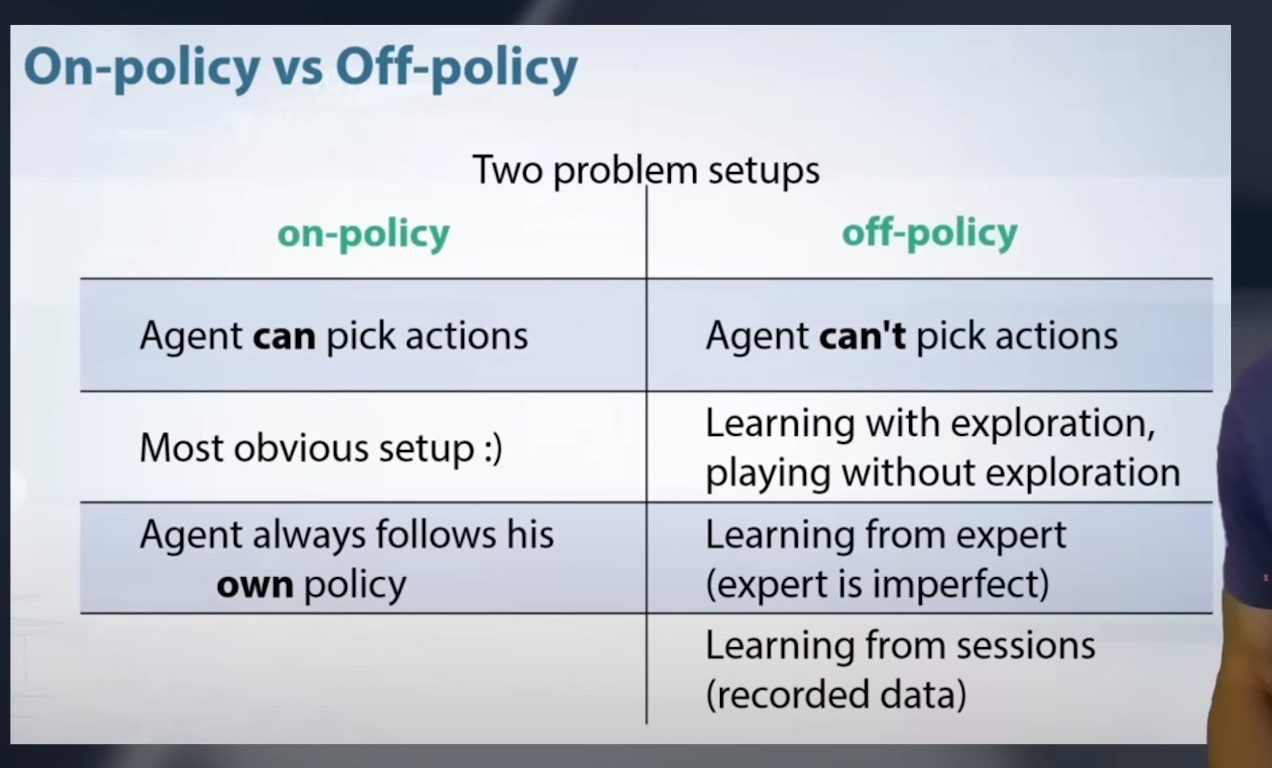 On-policy vs Off-policy
Two problem setups
on-policy
off-policy
Agent can pick actions
Agent can't pick actions
Most obvious setup :)
Learning with exploration,
playing without exploration
Agent always follows his
own policy
Learning from expert
(expert is imperfect)
Learning from sessions
(recorded data)